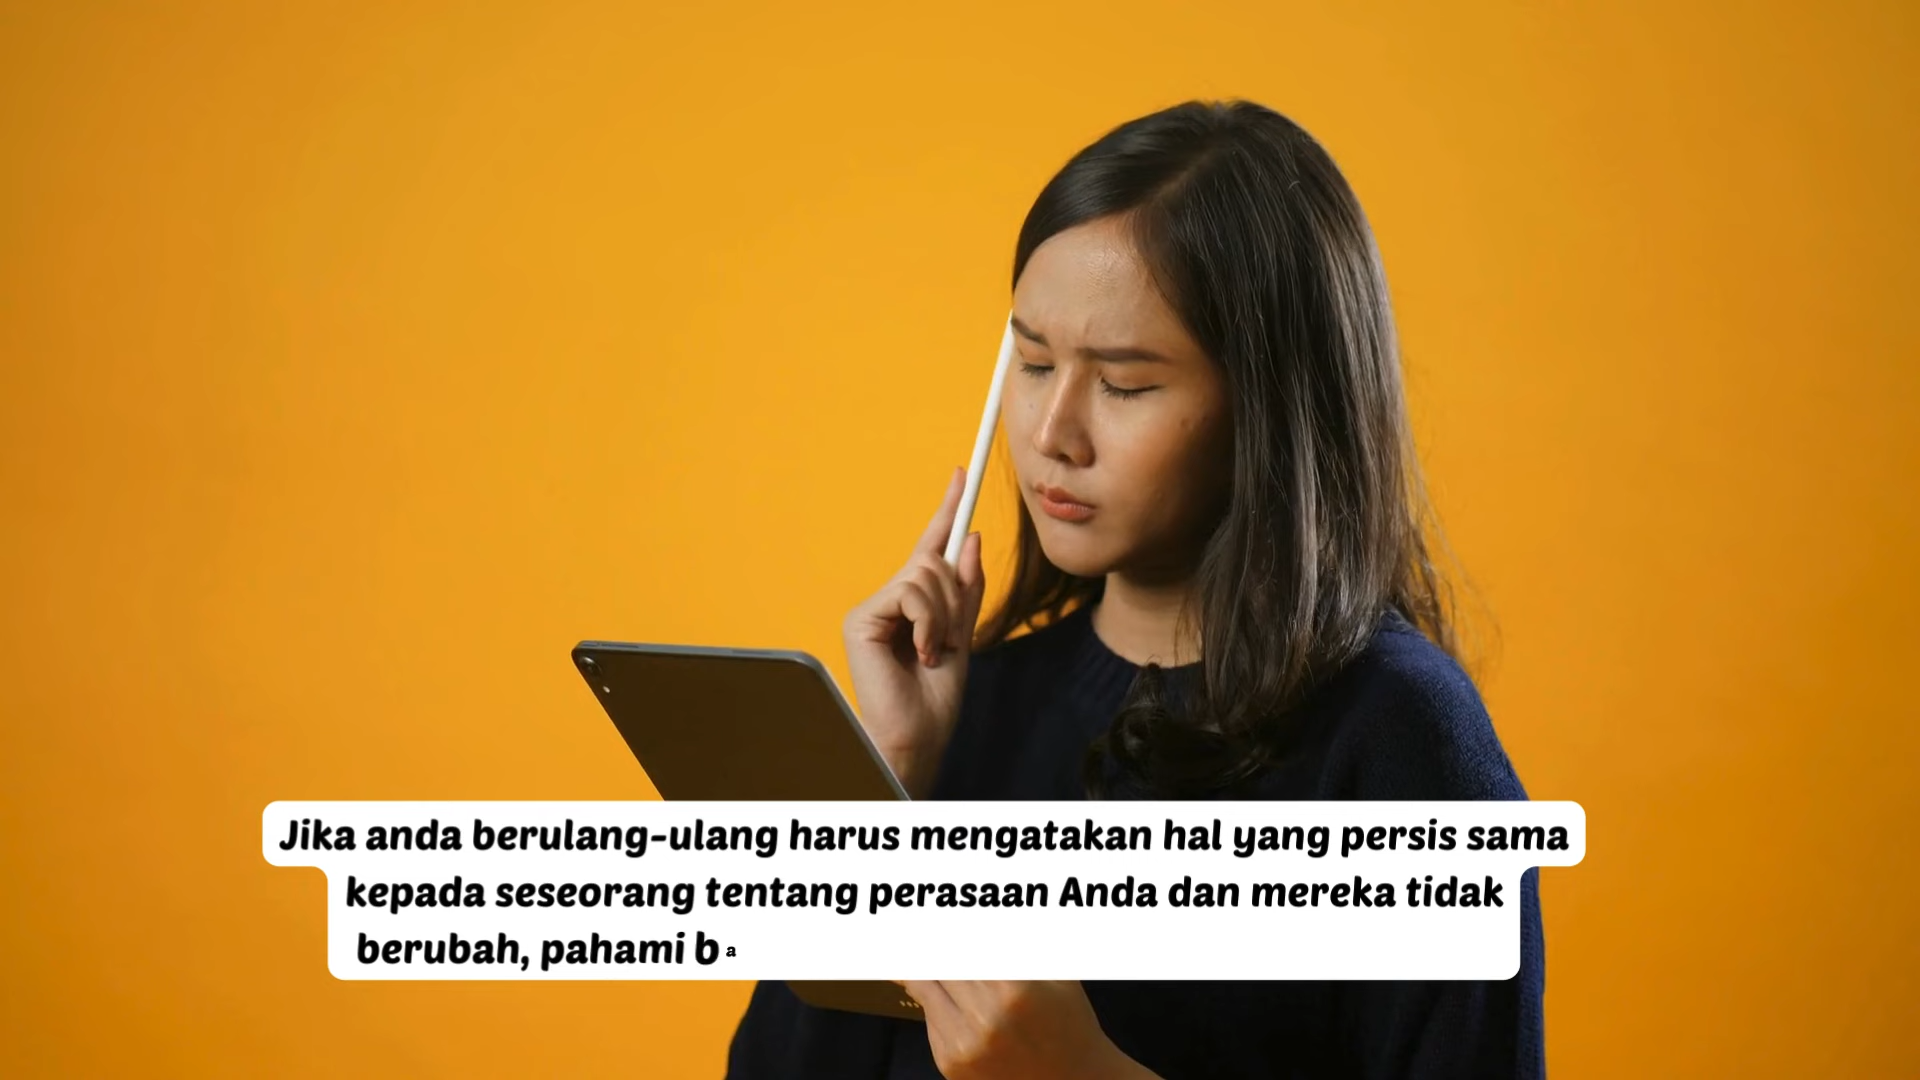 Jika anda berulang-ulang harus mengatakan hal yang persis sama
kepada seseorang tentang perasaan Anda dan mereka tidak
berubah, pahami ba